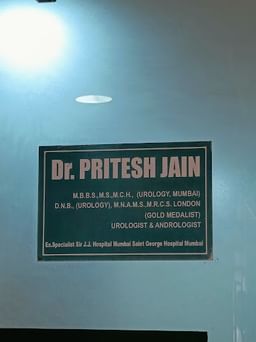 Dr. PRITESH JAIN
M.B.B.S.,M.S.,M.C.H., (UROLOGY, MUMBAI)
D.N.B., (UROLOGY), M.N.A.M.S.,M.R.C.S. LONDON
(GOLD MEDALIST)
UROLOGIST & ANDROLOGIST
Ex.Specialist Sir J.J. Hospital Mumbai Saint George Hospital Mumbai